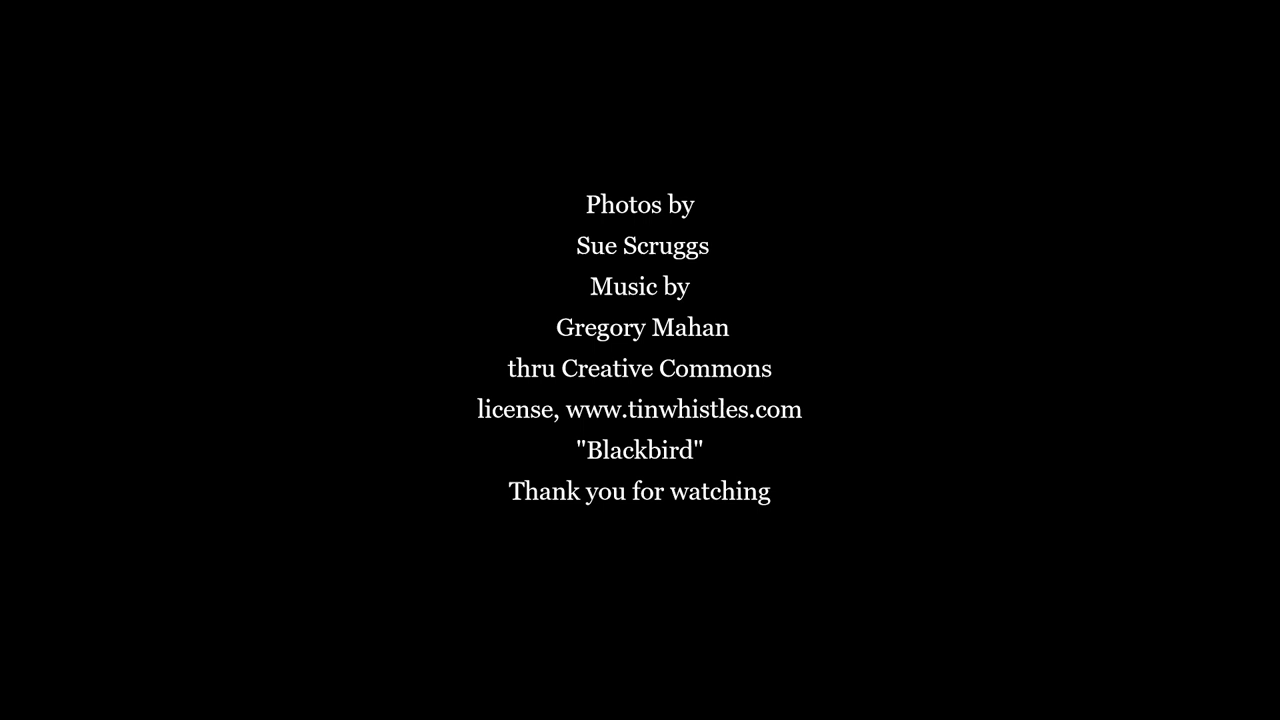 Photos by
Sue Scruggs
Music by
Gregory Mahan
thru Creative Commons
license, www.tinwhistles.com
"Blackbird"
Thank you for watching